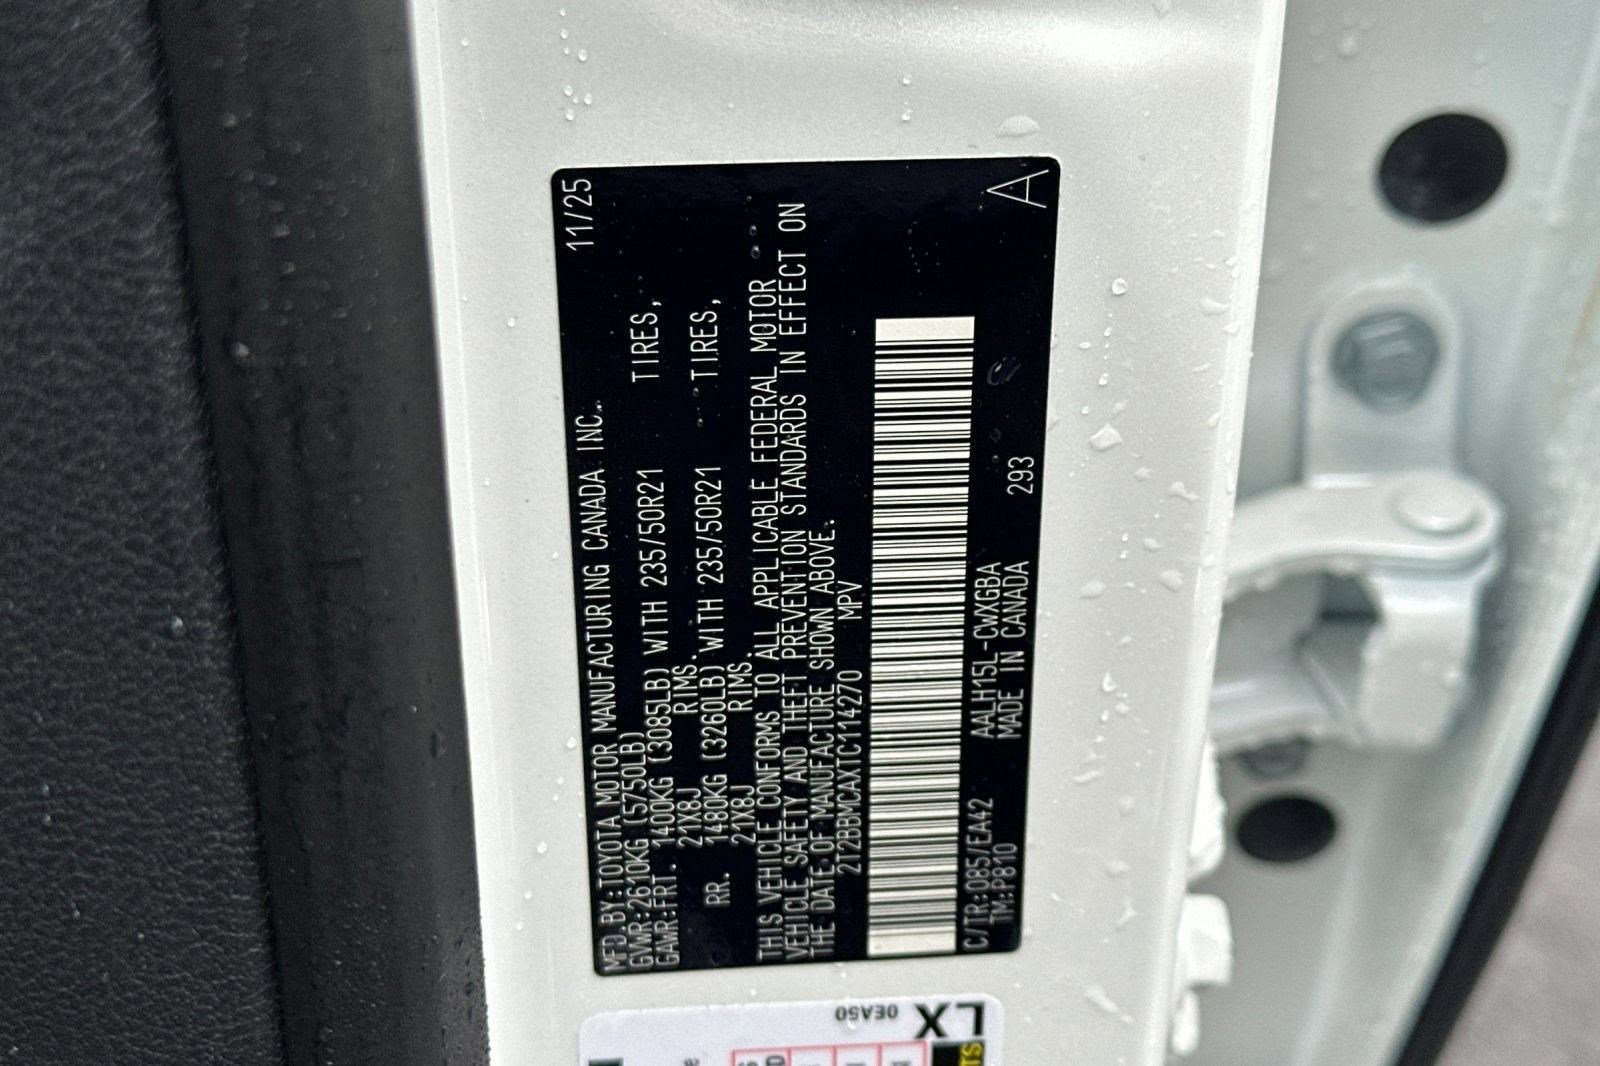 MFD.BY:TOYOTA MOTOR MANUFACTURING CANADA INC. 11/25
GVWR:2610KG (5750LB)
GAWR:FRT. 1400KG (3085LB) WITH 235/50R21 TIRES,
21X8J RIMS.
RR. 1480KG (3260LB) WITH 235/50R21 TIRES,
21X8J RIMS.
THIS VEHICLE CONFORMS TO ALL APPLICABLE FEDERAL MOTOR
VEHICLE SAFETY AND THEFT PREVENTION STANDARDS IN EFFECT ON
THE DATE OF MANUFACTURE SHOWN ABOVE.
2T2BBMCAXTC114270 MPV
C/TR:085/EA42 AALH15L-CWXGBA
TM:P810 MADE IN CANADA 293 A
LX
0EA50